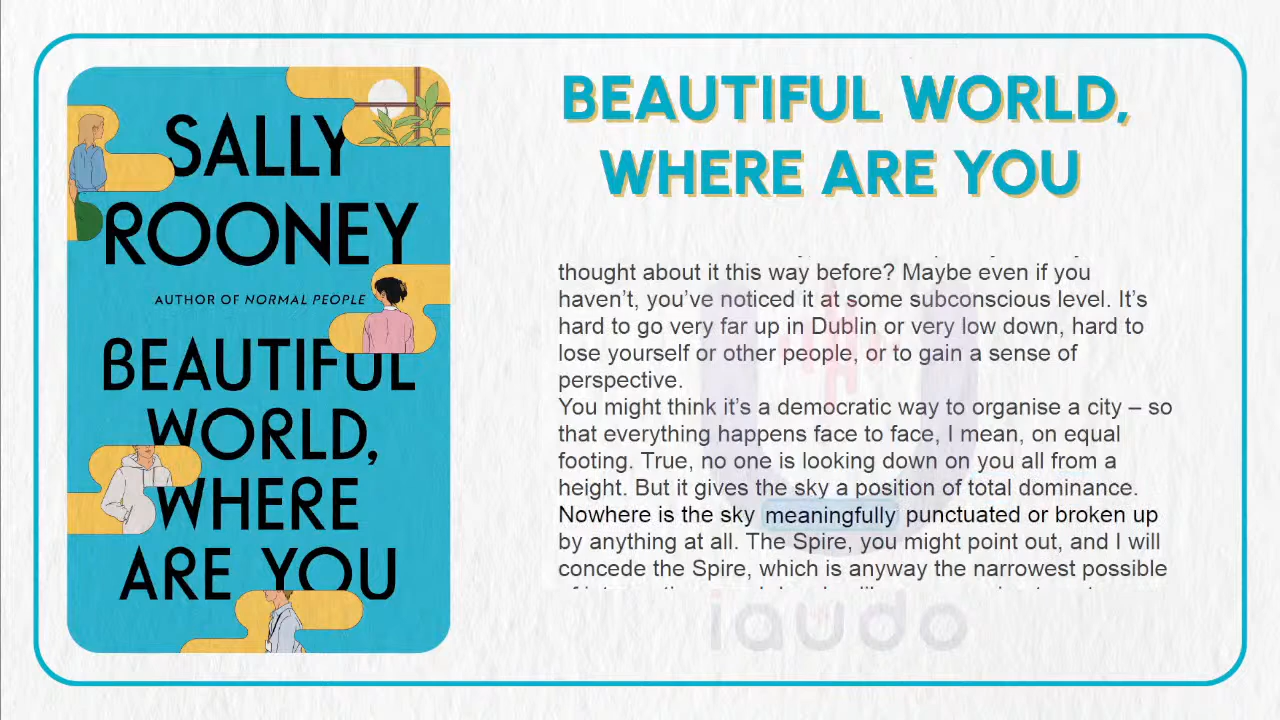 SALLY
ROONEY
AUTHOR OF NORMAL PEOPLE
BEAUTIFUL
WORLD,
WHERE
ARE YOU
BEAUTIFUL WORLD,
WHERE ARE YOU
thought about it this way before? Maybe even if you
haven’t, you’ve noticed it at some subconscious level. It’s
hard to go very far up in Dublin or very low down, hard to
lose yourself or other people, or to gain a sense of
perspective.
You might think it’s a democratic way to organise a city – so
that everything happens face to face, I mean, on equal
footing. True, no one is looking down on you all from a
height. But it gives the sky a position of total dominance.
Nowhere is the sky meaningfully punctuated or broken up
by anything at all. The Spire, you might point out, and I will
concede the Spire, which is anyway the narrowest possible
iaudo